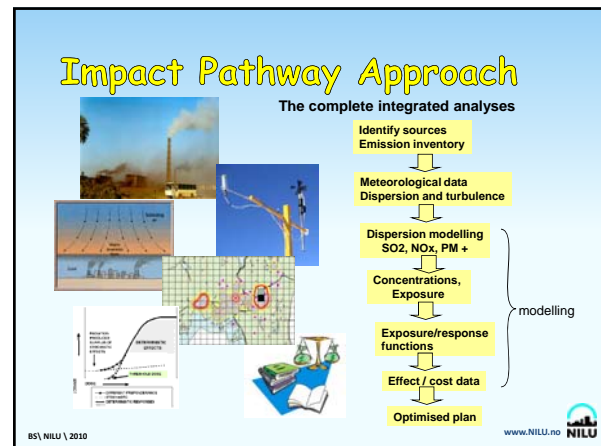 Impact Pathway Approach
The complete integrated analyses
Identify sources
Emission inventory
Meteorological data
Dispersion and turbulence
Dispersion modelling
SO2, NOx, PM +
Concentrations,
Exposure
Exposure/response
functions
Effect / cost data
Optimised plan
modelling
BS\ NILU \ 2010
www.NILU.no
NILU